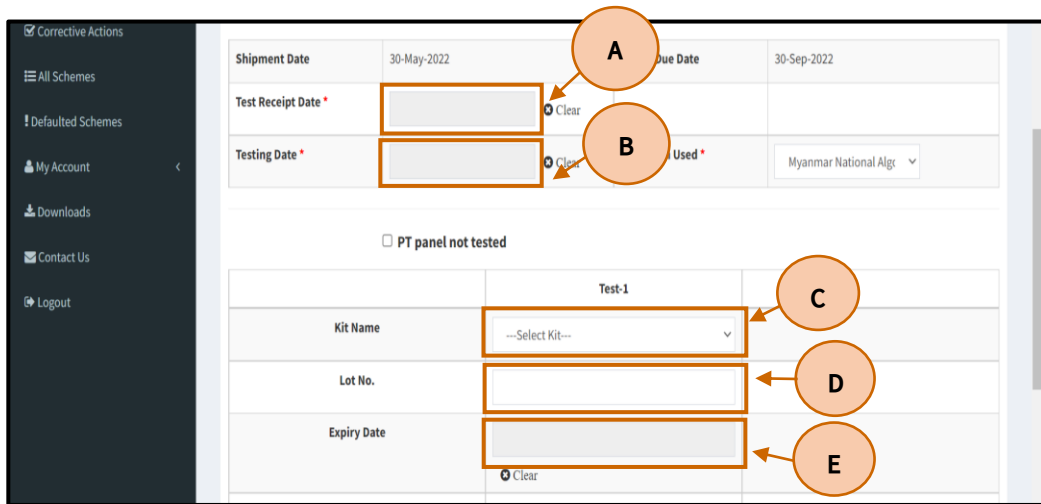 Corrective Actions
All Schemes
Defaulted Schemes
My Account
Downloads
Contact Us
Logout
Shipment Date 30-May-2022 Due Date 30-Sep-2022
Test Receipt Date * Clear
Testing Date * Clear Used * Myanmar National Algo
PT panel not tested
Test-1
Kit Name ---Select Kit---
Lot No.
Expiry Date
Clear
A
B
C
D
E